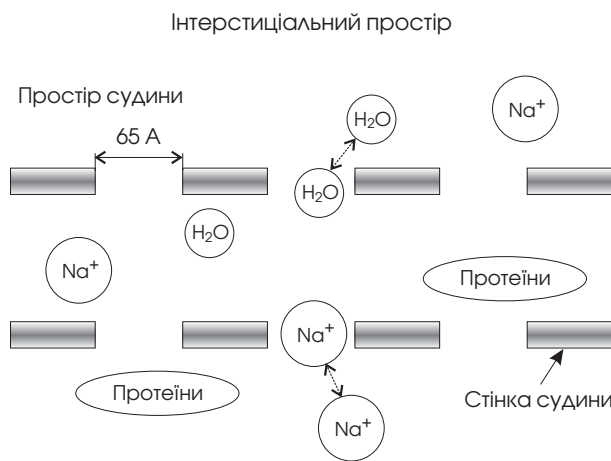 Інтерстиціальний простір
Простір судини
65 А
H₂O
Na⁺
H₂O
H₂O
Na⁺
Протеїни
Na⁺
Протеїни
Na⁺
Стінка судини